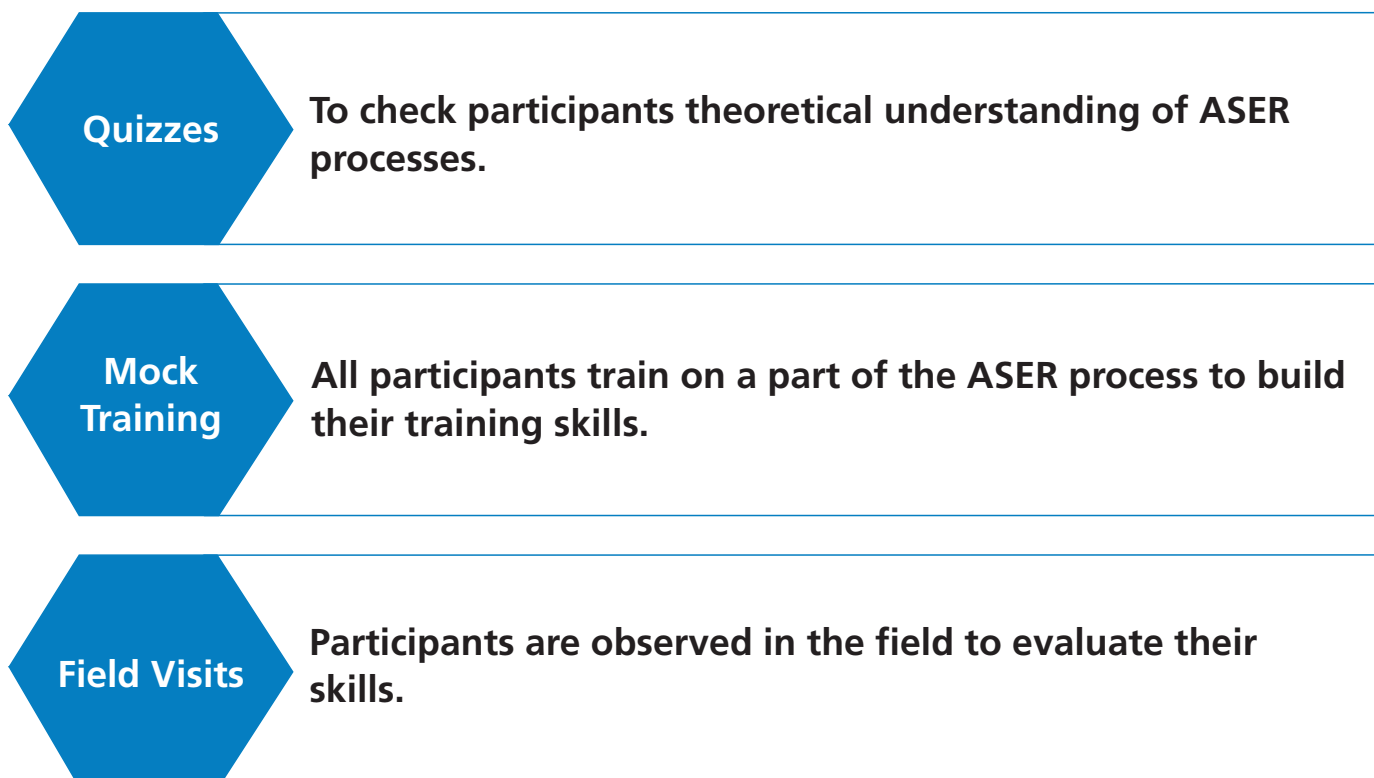 Quizzes
To check participants theoretical understanding of ASER
processes.
Mock
Training
All participants train on a part of the ASER process to build
their training skills.
Field Visits
Participants are observed in the field to evaluate their
skills.